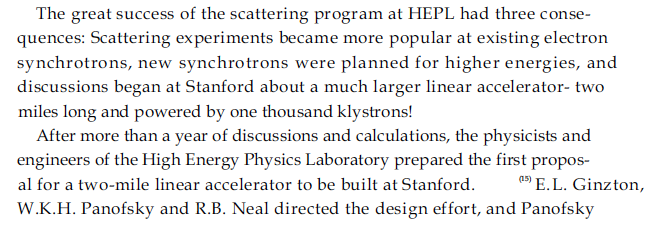 The great success of the scattering program at HEPL had three conse-
quences: Scattering experiments became more popular at existing electron
synchrotrons, new synchrotrons were planned for higher energies, and
discussions began at Stanford about a much larger linear accelerator- two
miles long and powered by one thousand klystrons!
After more than a year of discussions and calculations, the physicists and
engineers of the High Energy Physics Laboratory prepared the first propos-
al for a two-mile linear accelerator to be built at Stanford. (15) E.L. Ginzton,
W.K.H. Panofsky and R.B. Neal directed the design effort, and Panofsky